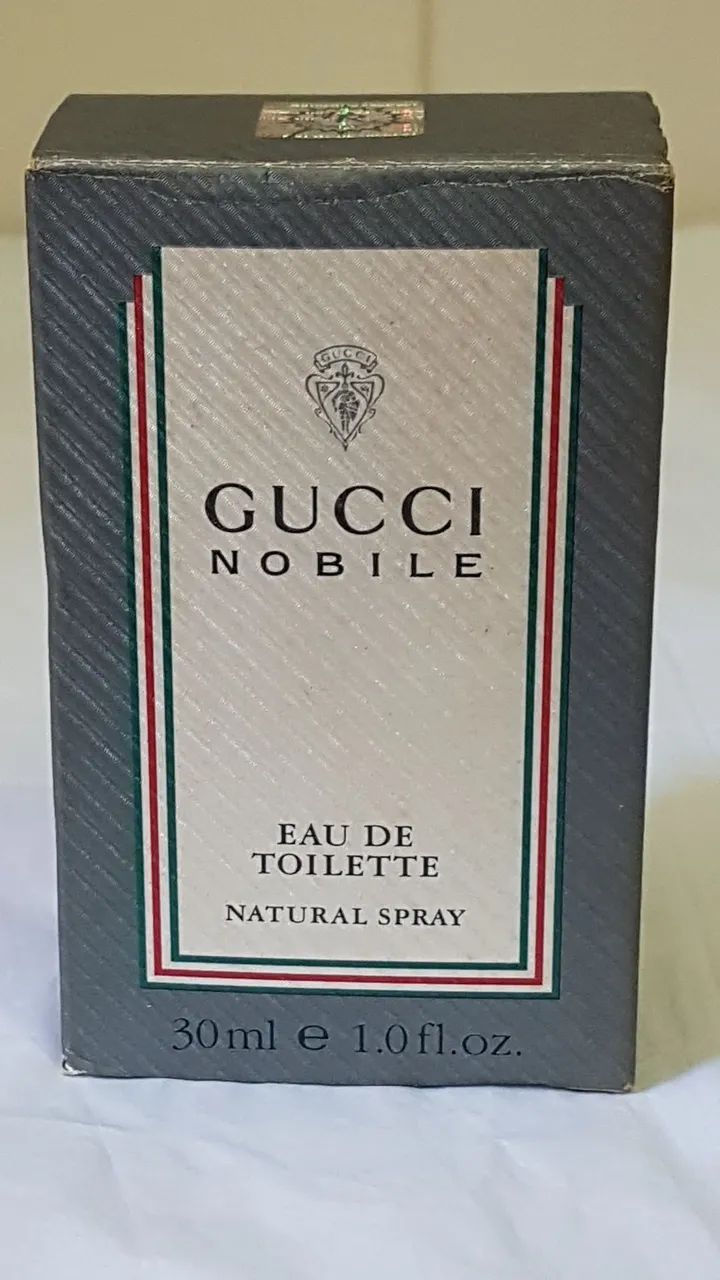 GUCCI
GUCCI
NOBILE
EAU DE
TOILETTE
NATURAL SPRAY
30ml e 1.0fl.oz.